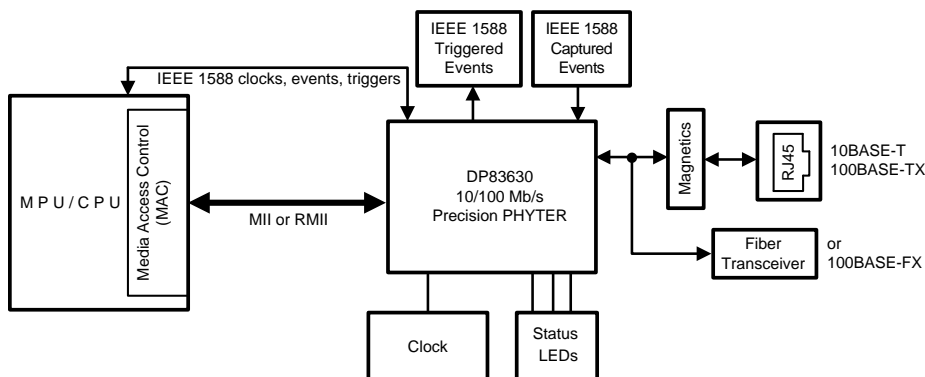 IEEE 1588
Triggered
Events
IEEE 1588
Captured
Events
IEEE 1588 clocks, events, triggers
MPU/CPU
Media Access Control
(MAC)
MII or RMII
DP83630
10/100 Mb/s
Precision PHYTER
Magnetics
RJ45
10BASE-T
100BASE-TX
Fiber
Transceiver
or
100BASE-FX
Clock
Status
LEDs